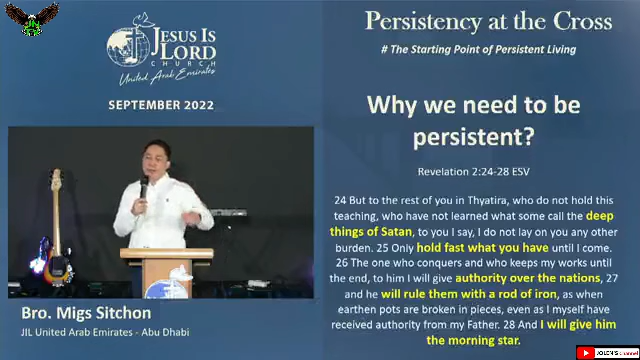 JESUS IS
LORD
CHURCH
United Arab Emirates
SEPTEMBER 2022
Bro. Migs Sitchon
JIL United Arab Emirates - Abu Dhabi
Persistency at the Cross
# The Starting Point of Persistent Living
Why we need to be
persistent?
Revelation 2:24-28 ESV
24 But to the rest of you in Thyatira, who do not hold this
teaching, who have not learned what some call the deep
things of Satan, to you I say, I do not lay on you any other
burden. 25 Only hold fast what you have until I come.
26 The one who conquers and who keeps my works until
the end, to him I will give authority over the nations, 27
and he will rule them with a rod of iron, as when
earthen pots are broken in pieces, even as I myself have
received authority from my Father. 28 And I will give him
the morning star.
JOLEN'S channel